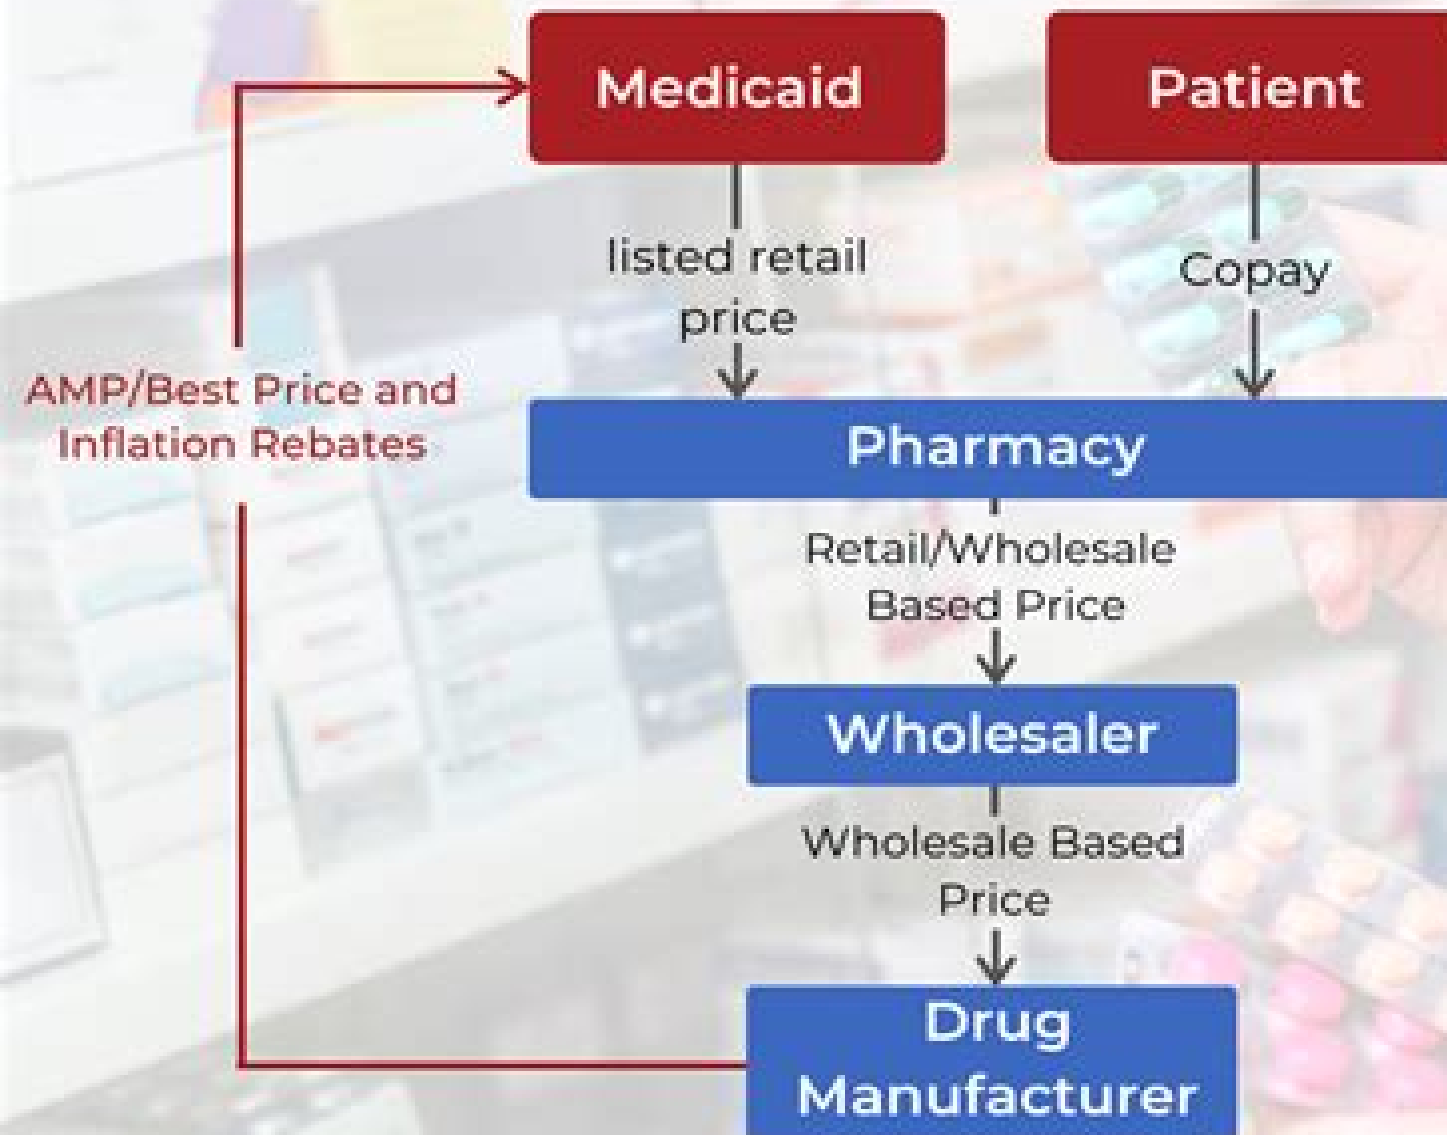 Medicaid
Patient
listed retail
price
Copay
AMP/Best Price and
Inflation Rebates
Pharmacy
Retail/Wholesale
Based Price
Wholesaler
Wholesale Based
Price
Drug
Manufacturer